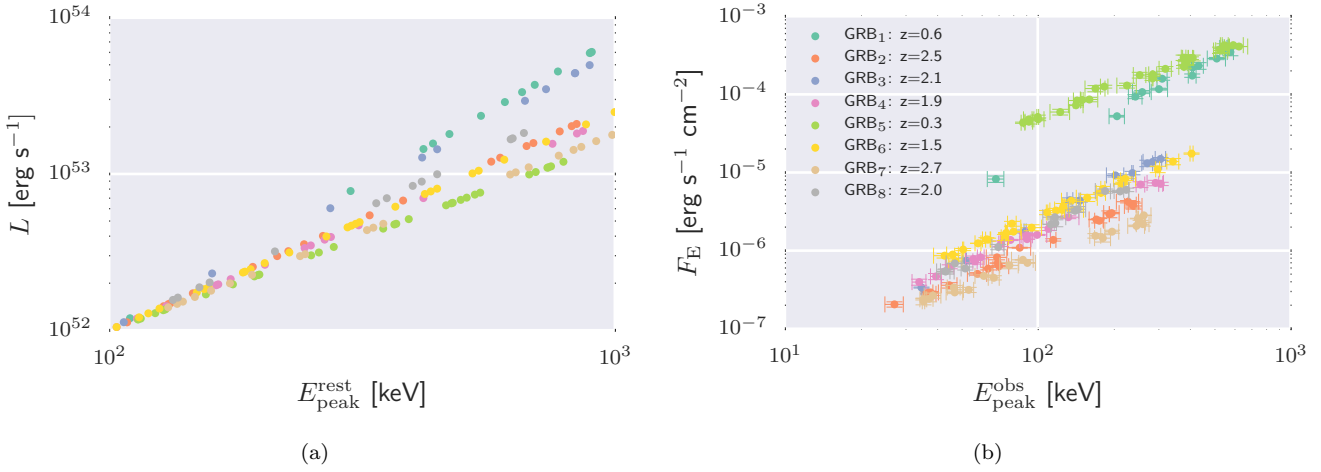 10^54
10^53
10^52
L [erg s^−1]
10^2
10^3
E_peak^rest [keV]
(a)
10^−3
10^−4
10^−5
10^−6
10^−7
F_E [erg s^−1 cm^−2]
GRB_1: z=0.6
GRB_2: z=2.5
GRB_3: z=2.1
GRB_4: z=1.9
GRB_5: z=0.3
GRB_6: z=1.5
GRB_7: z=2.7
GRB_8: z=2.0
10^1
10^2
10^3
E_peak^obs [keV]
(b)